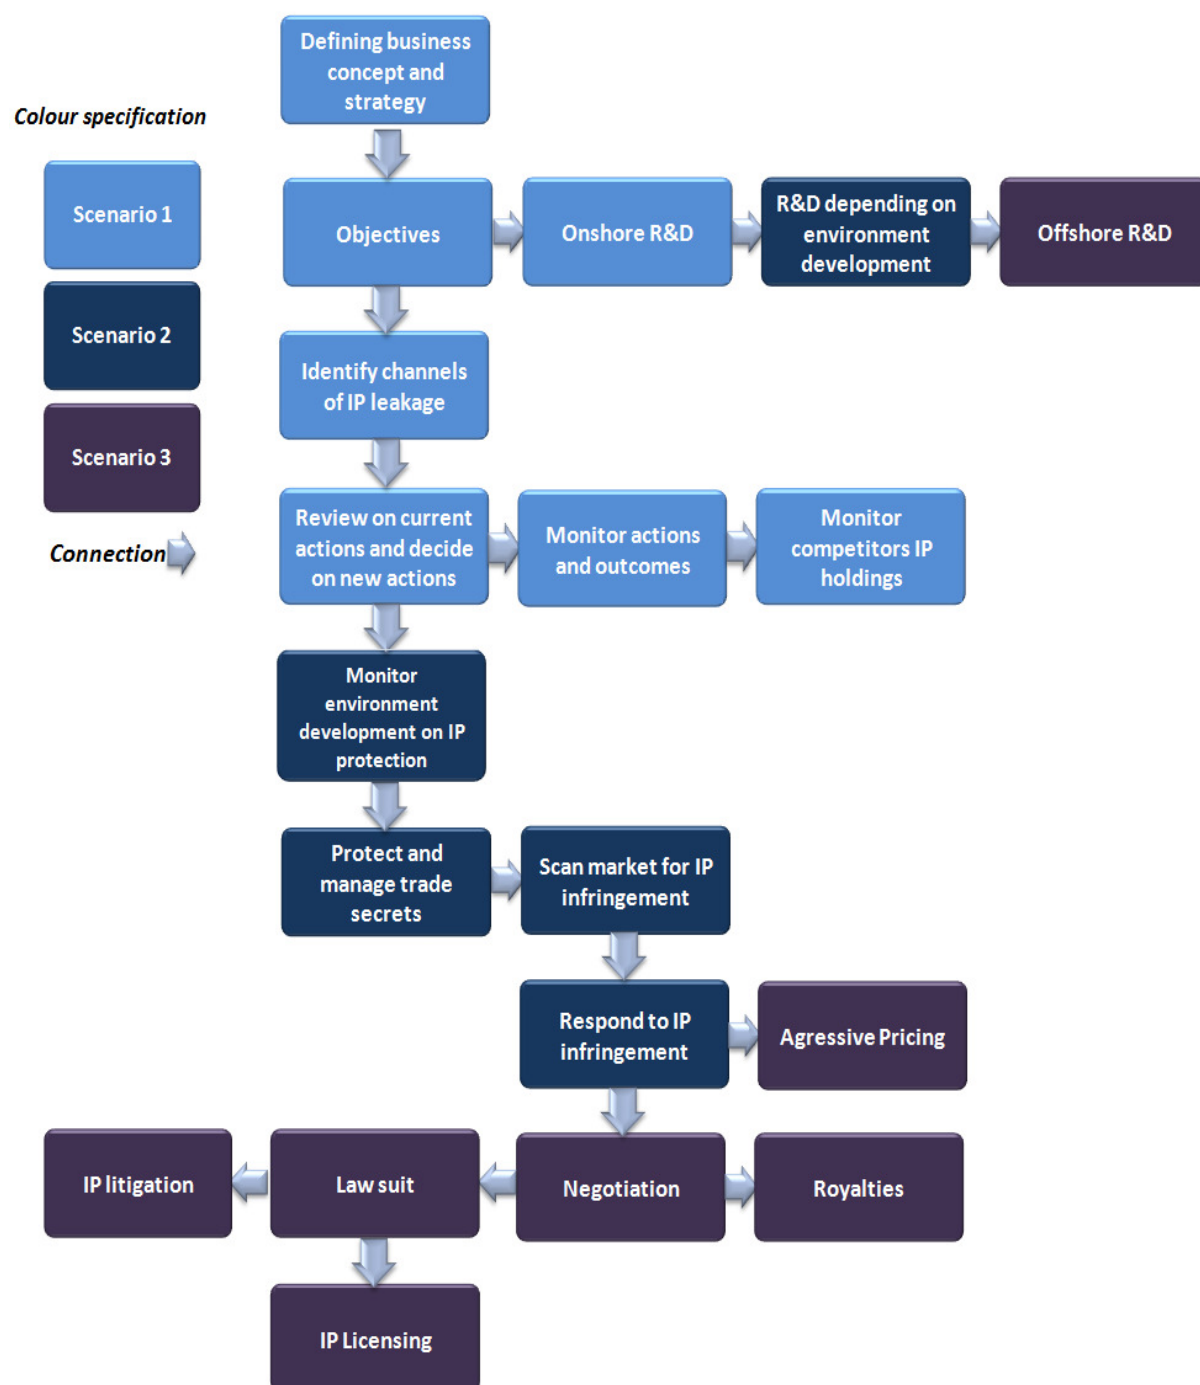 Defining business
concept and
strategy
Colour specification
Scenario 1
Scenario 2
Scenario 3
Connection
Objectives
Onshore R&D
R&D depending on
environment
development
Offshore R&D
Identify channels
of IP leakage
Review on current
actions and decide
on new actions
Monitor actions
and outcomes
Monitor
competitors IP
holdings
Monitor
environment
development on IP
protection
Protect and
manage trade
secrets
Scan market for IP
infringement
Respond to IP
infringement
Agressive Pricing
IP litigation
Law suit
Negotiation
Royalties
IP Licensing